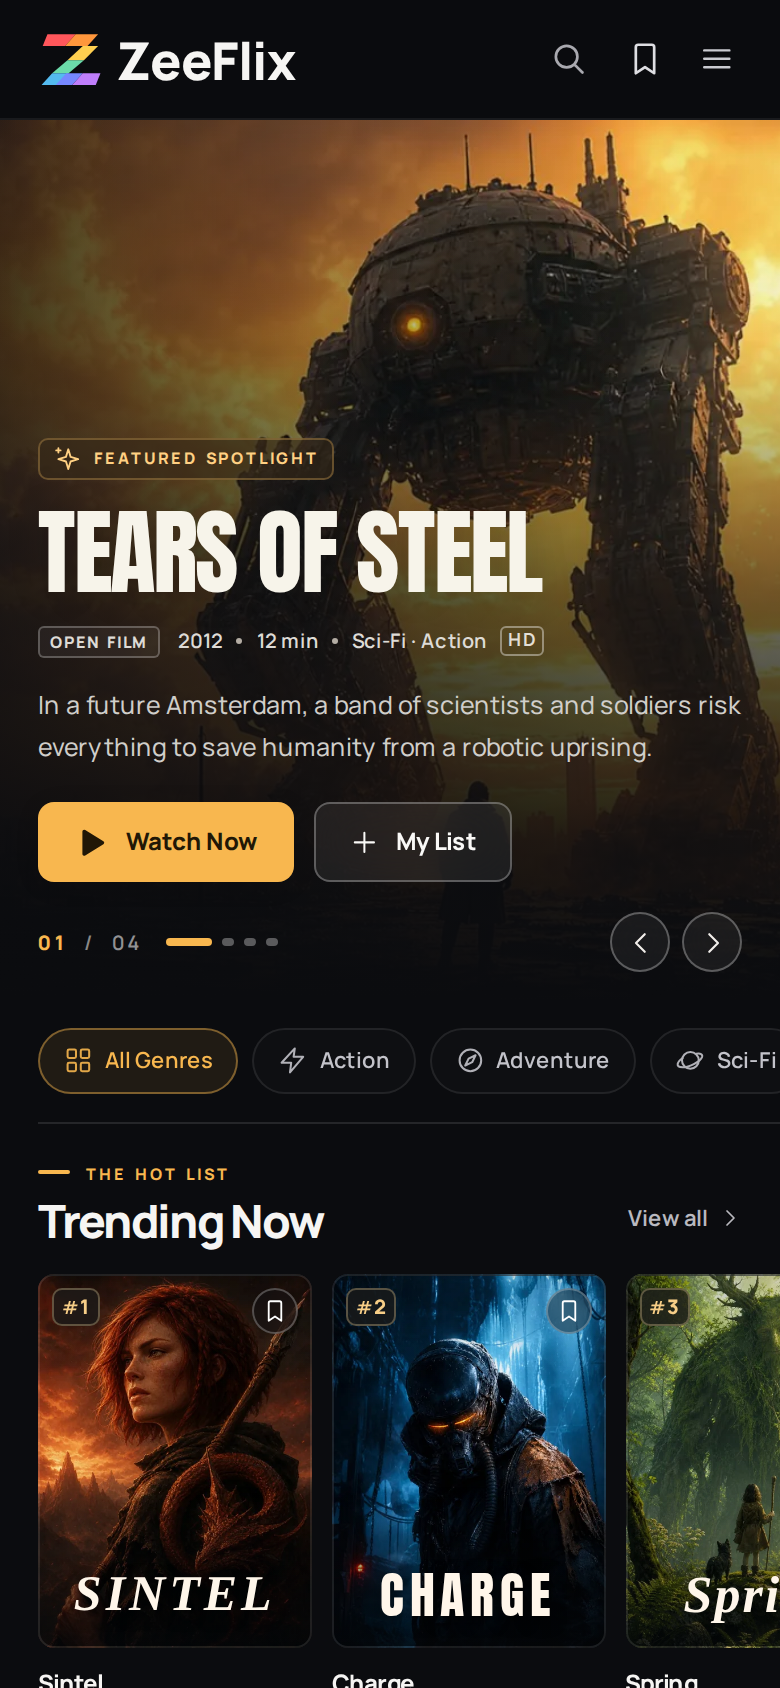 ZeeFlix
FEATURED SPOTLIGHT
TEARS OF STEEL
OPEN FILM 2012 • 12 min • Sci-Fi · Action HD
In a future Amsterdam, a band of scientists and soldiers risk
everything to save humanity from a robotic uprising.
Watch Now My List
01 / 04
All Genres Action Adventure Sci-Fi
THE HOT LIST
Trending Now View all
#1 #2 #3
SINTEL CHARGE Spri
Sintel Charge Spring